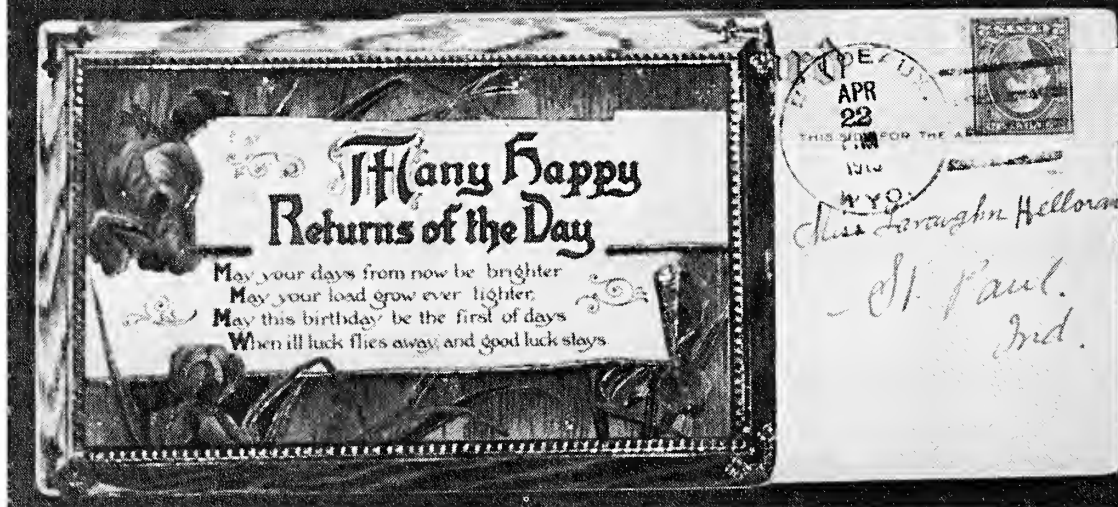 Many Happy
Returns of the Day
May your days from now be brighter
May your load grow ever lighter,
May this birthday be the first of days
When ill luck flies away, and good luck stays.
APR
22
WYO.
THIS SIDE FOR THE A
Miss
St. Paul.
Ind.